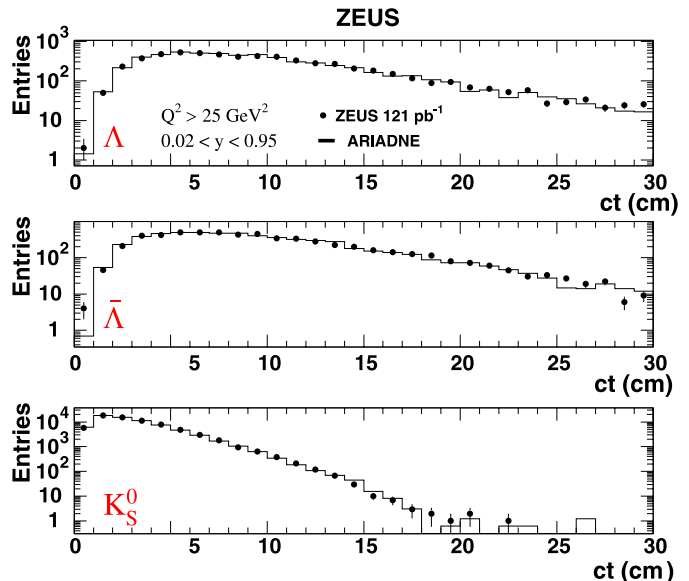 ZEUS
Entries
10³
10²
10
1
Q² > 25 GeV²
0.02 < y < 0.95
ZEUS 121 pb⁻¹
ARIADNE
Λ
0 5 10 15 20 25 30
ct (cm)
Entries
10²
10
1
Λ̄
0 5 10 15 20 25 30
ct (cm)
Entries
10⁴
10³
10²
10
1
K⁰_S
0 5 10 15 20 25 30
ct (cm)